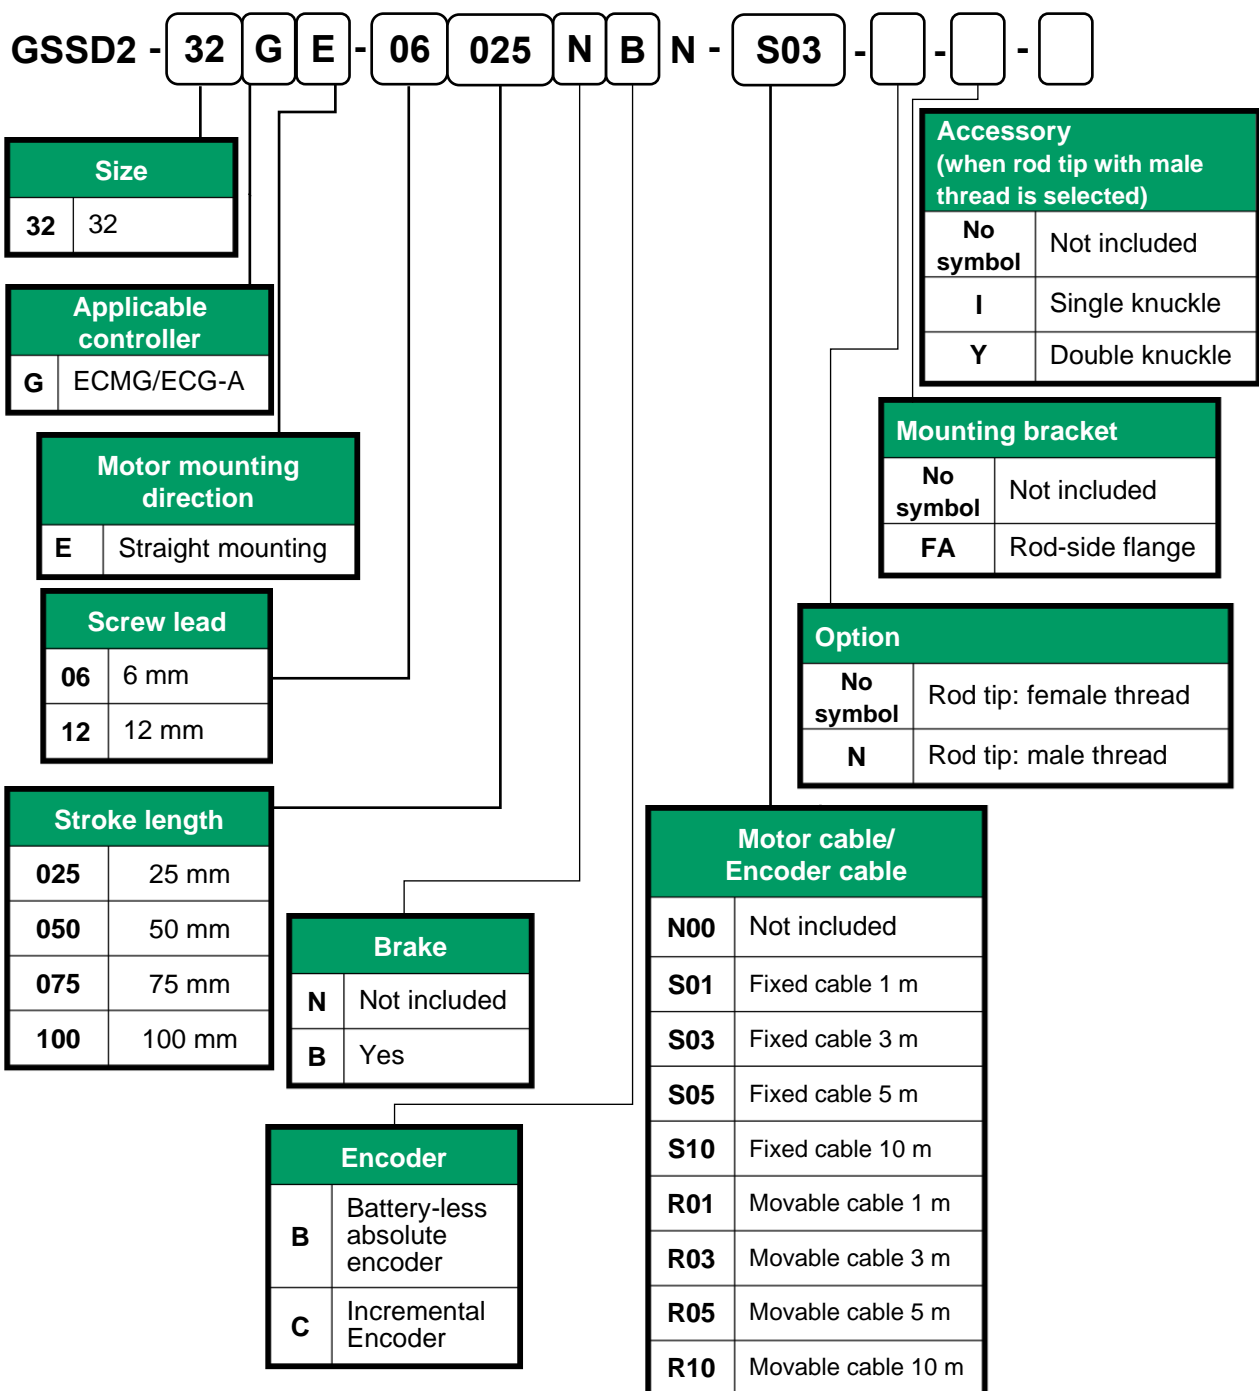 GSSD2 - 32 G E - 06 025 N B N - S03 - - -
Size
32 32
Applicable
controller
G ECMG/ECG-A
Motor mounting
direction
E Straight mounting
Screw lead
06 6 mm
12 12 mm
Stroke length
025 25 mm
050 50 mm
075 75 mm
100 100 mm
Brake
N Not included
B Yes
Encoder
B Battery-less
absolute
encoder
C Incremental
Encoder
Motor cable/
Encoder cable
N00 Not included
S01 Fixed cable 1 m
S03 Fixed cable 3 m
S05 Fixed cable 5 m
S10 Fixed cable 10 m
R01 Movable cable 1 m
R03 Movable cable 3 m
R05 Movable cable 5 m
R10 Movable cable 10 m
Option
No
symbol Rod tip: female thread
N Rod tip: male thread
Mounting bracket
No
symbol Not included
FA Rod-side flange
Accessory
(when rod tip with male
thread is selected)
No
symbol Not included
I Single knuckle
Y Double knuckle